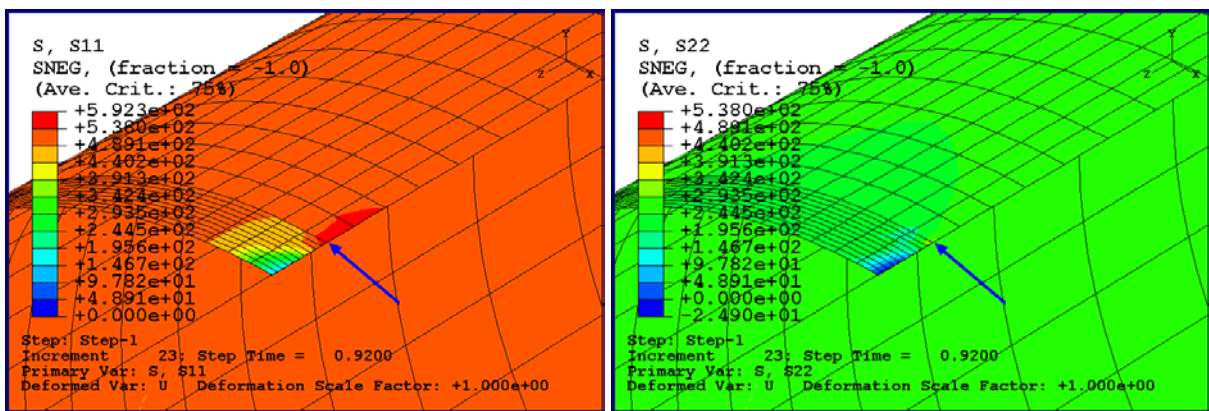 S, S11
SNEG, (fraction = -1.0)
(Ave. Crit.: 75%)
+5.923e+02
+5.380e+02
+4.891e+02
+4.402e+02
+3.913e+02
+3.424e+02
+2.935e+02
+2.445e+02
+1.956e+02
+1.467e+02
+9.782e+01
+4.891e+01
+0.000e+00
Y
Z X
Step: Step-1
Increment 23: Step Time = 0.9200
Primary Var: S, S11
Deformed Var: U Deformation Scale Factor: +1.000e+00
S, S22
SNEG, (fraction = -1.0)
(Ave. Crit.: 75%)
+5.380e+02
+4.891e+02
+4.402e+02
+3.913e+02
+3.424e+02
+2.935e+02
+2.445e+02
+1.956e+02
+1.467e+02
+9.782e+01
+4.891e+01
+0.000e+00
-2.490e+01
Y
Z X
Step: Step-1
Increment 23: Step Time = 0.9200
Primary Var: S, S22
Deformed Var: U Deformation Scale Factor: +1.000e+00